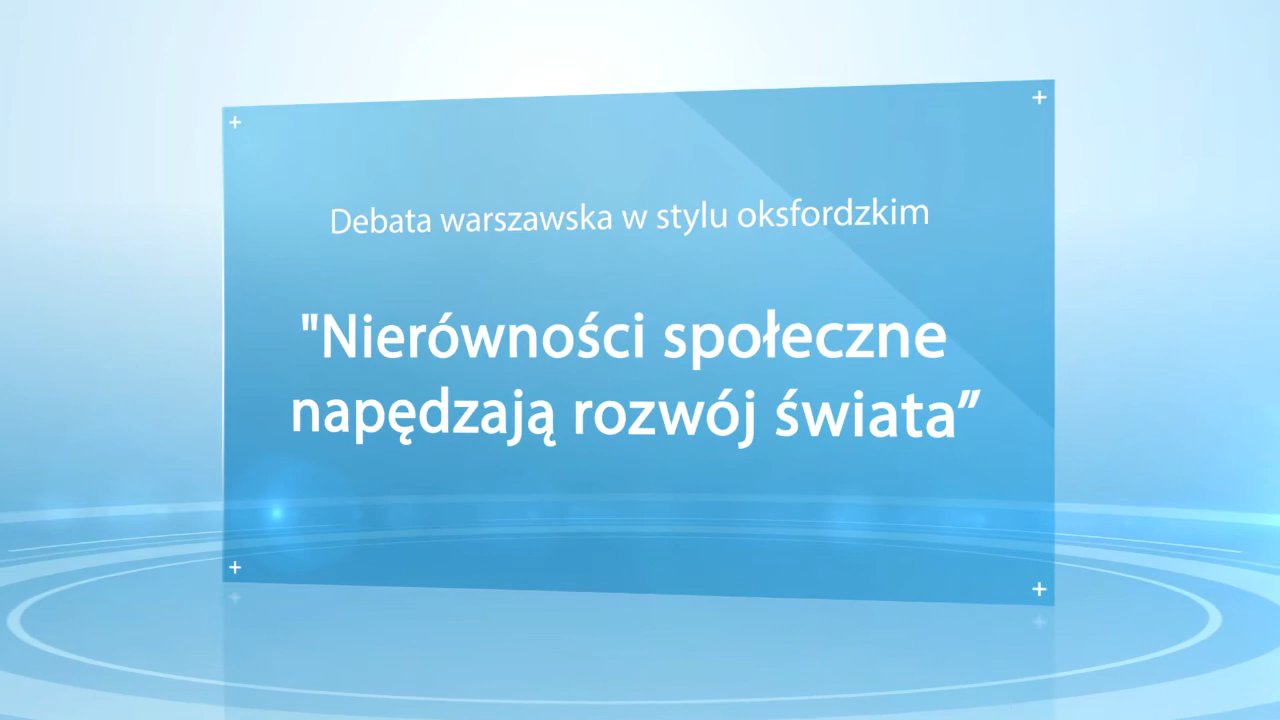 Debata warszawska w stylu oksfordzkim
"Nierówności społeczne
napędzają rozwój świata”